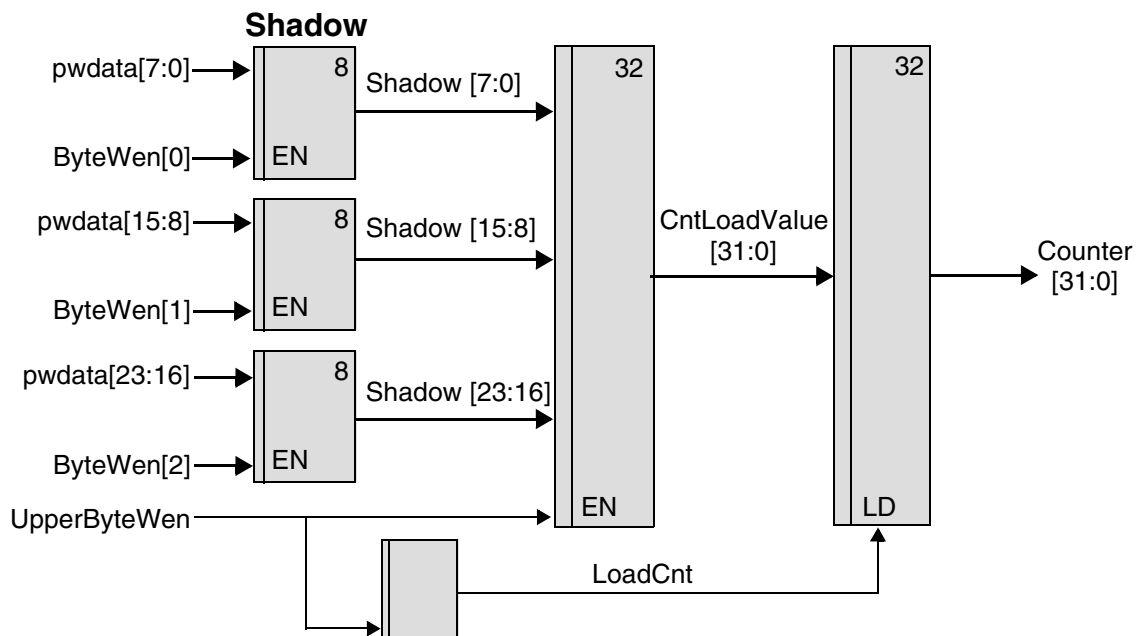 Shadow
pwdata[7:0]
8
Shadow [7:0]
32
32
ByteWen[0]
EN
pwdata[15:8]
8
Shadow [15:8]
CntLoadValue
[31:0]
Counter
[31:0]
ByteWen[1]
EN
pwdata[23:16]
8
Shadow [23:16]
ByteWen[2]
EN
UpperByteWen
EN
LD
LoadCnt